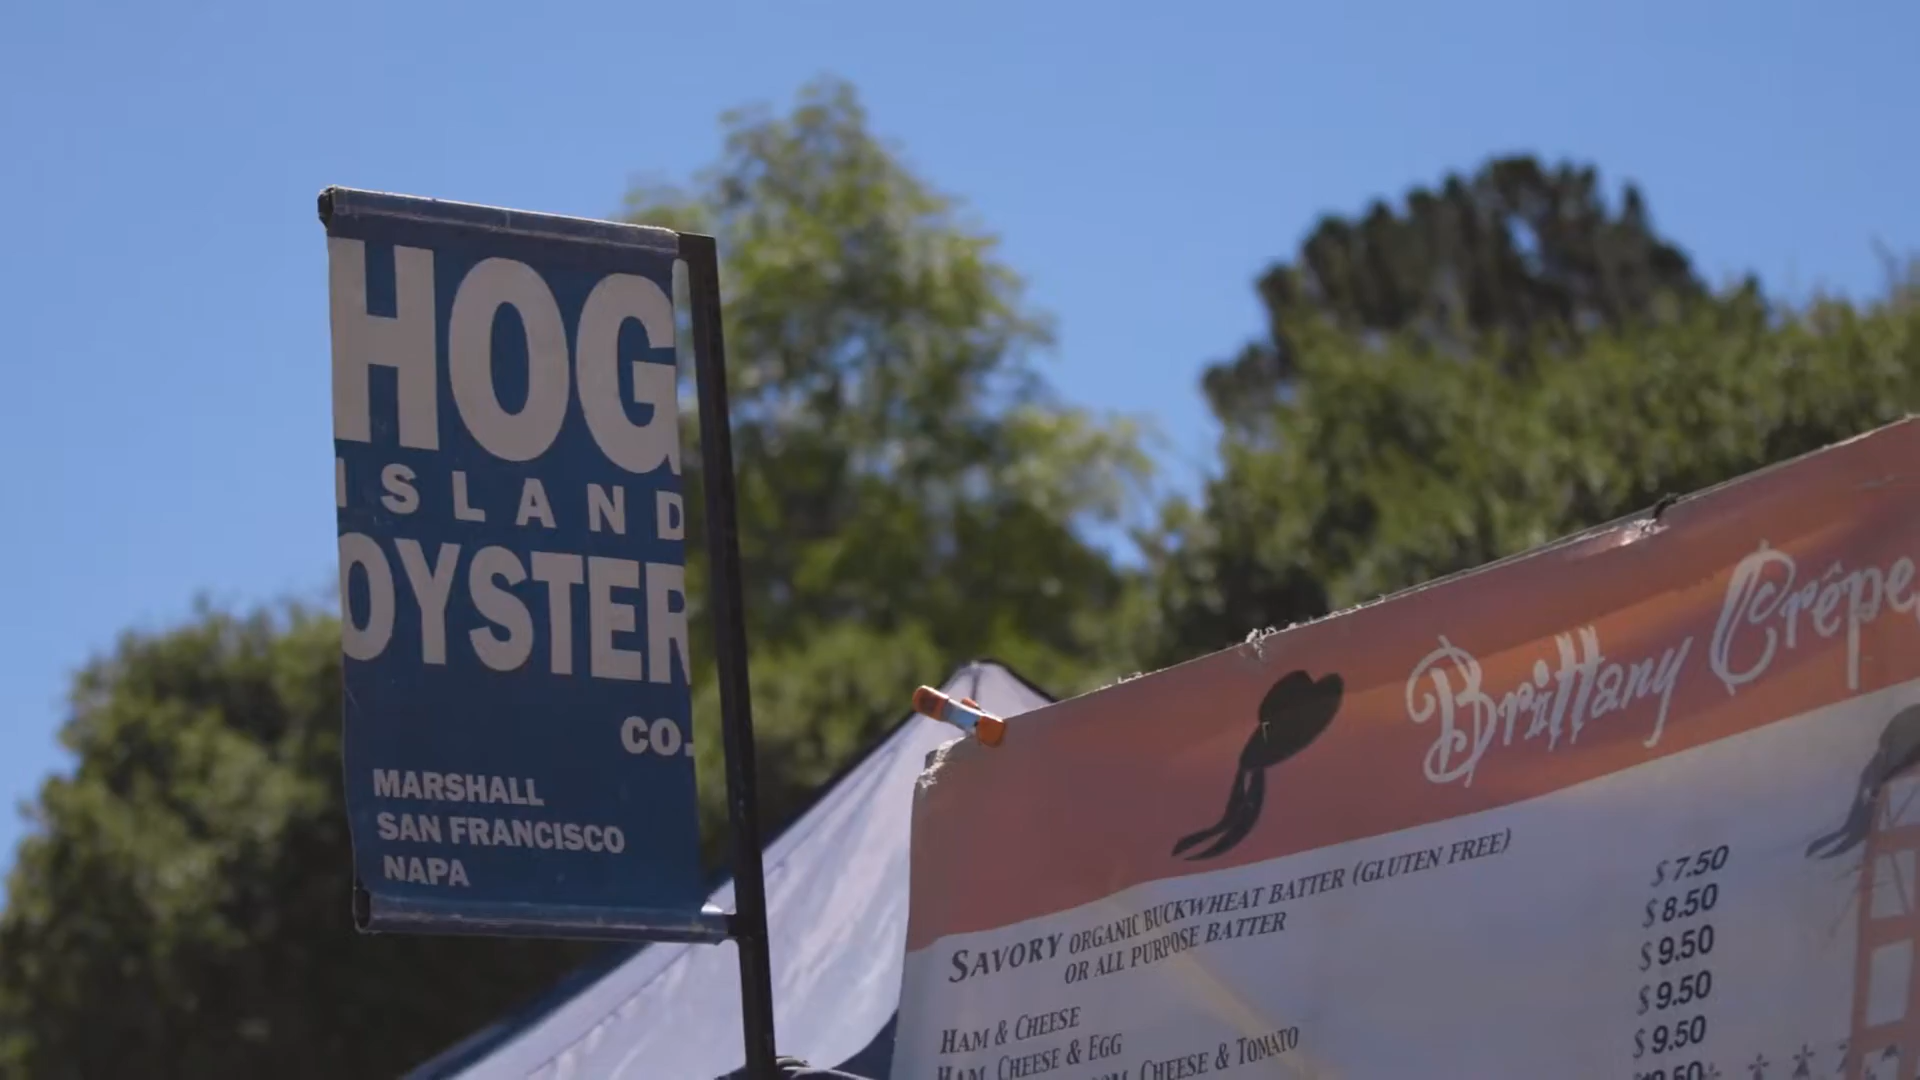 HOG
ISLAND
OYSTER
CO.
MARSHALL
SAN FRANCISCO
NAPA
Brittany Crêpe
SAVORY ORGANIC BUCKWHEAT BATTER (GLUTEN FREE)
OR ALL PURPOSE BATTER
$7.50
$8.50
$9.50
$9.50
$9.50
HAM & CHEESE
HAM, CHEESE & EGG
CHEESE & TOMATO